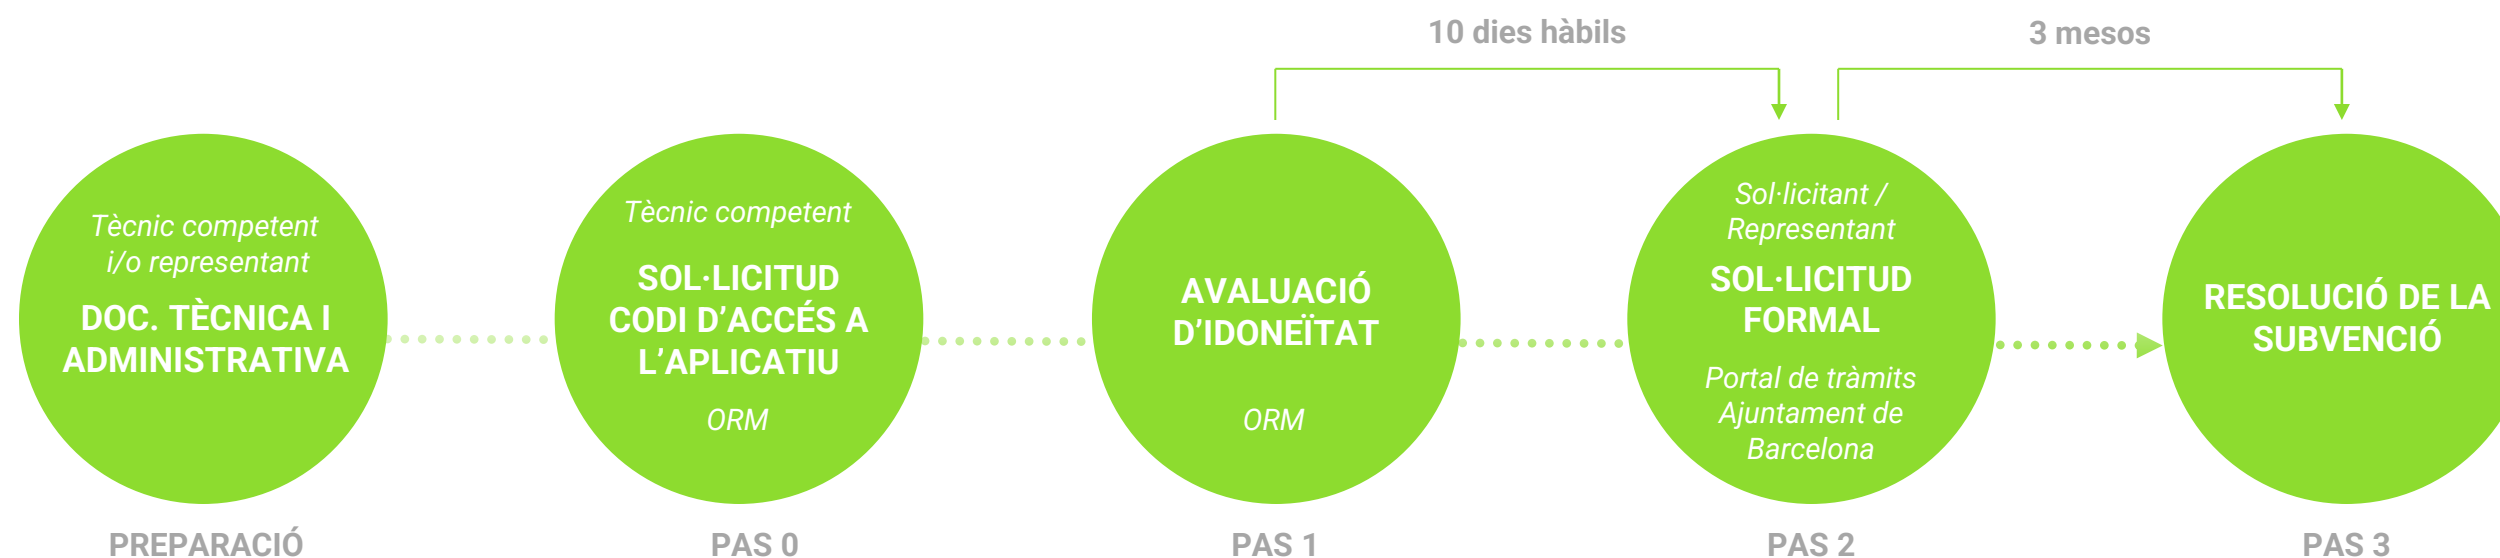 10 dies hàbils
3 mesos
Tècnic competent
i/o representant
DOC. TÈCNICA I
ADMINISTRATIVA
PREPARACIÓ
Tècnic competent
SOL·LICITUD
CODI D’ACCÉS A
L’APLICATIU
ORM
PAS 0
AVALUACIÓ
D’IDONEÏTAT
ORM
PAS 1
Sol·licitant /
Representant
SOL·LICITUD
FORMAL
Portal de tràmits
Ajuntament de
Barcelona
PAS 2
RESOLUCIÓ DE LA
SUBVENCIÓ
PAS 3